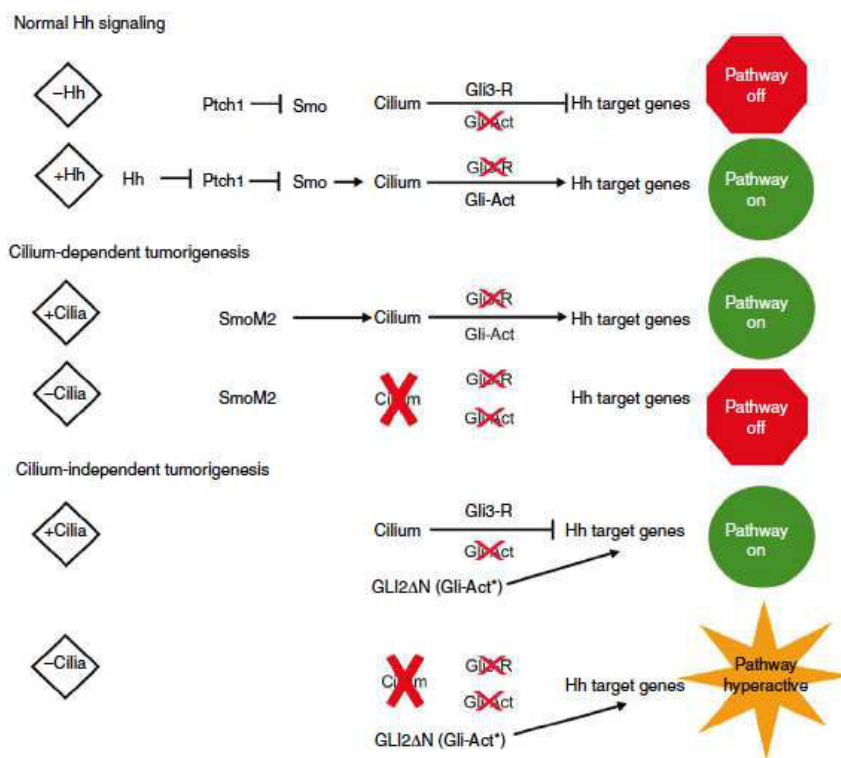 Normal Hh signaling
–Hh
Ptch1 Smo Cilium Gli3-R Hh target genes
Gli-Act
Pathway
off
+Hh
Hh Ptch1 Smo Cilium Gli3-R Hh target genes
Gli-Act
Pathway
on
Cilium-dependent tumorigenesis
+Cilia
SmoM2 Cilium Gli3-R Hh target genes
Gli-Act
Pathway
on
–Cilia
SmoM2 Cilium Gli3-R Hh target genes
Gli-Act
Pathway
off
Cilium-independent tumorigenesis
+Cilia
Cilium Gli3-R Hh target genes
Gli-Act
GLI2ΔN (Gli-Act*)
Pathway
on
–Cilia
Cilium Gli3-R Hh target genes
Gli-Act
GLI2ΔN (Gli-Act*)
Pathway
hyperactive